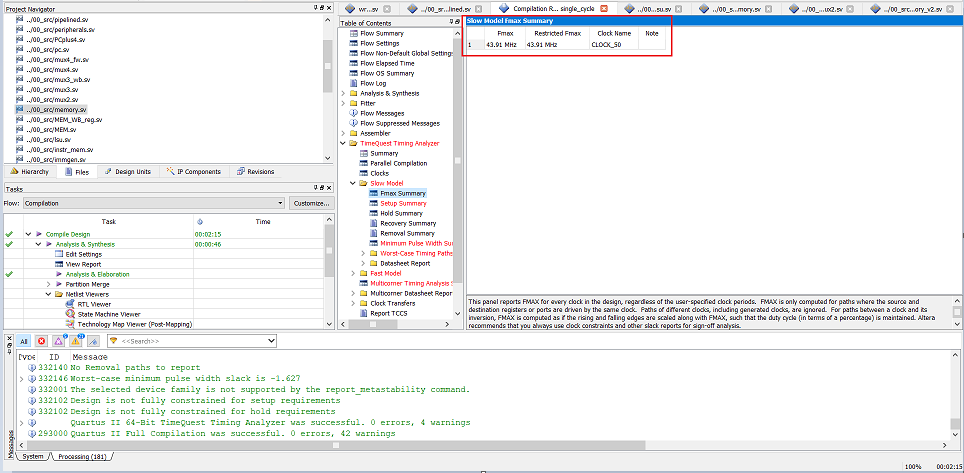 Project Navigator
../00_src/pipelined.sv
../00_src/peripherals.sv
../00_src/PCplus4.sv
../00_src/pc.sv
../00_src/mux4_fw.sv
../00_src/mux4.sv
../00_src/mux3_wb.sv
../00_src/mux3.sv
../00_src/mux2.sv
../00_src/memory.sv
../00_src/MEM_WB_reg.sv
../00_src/MEM.sv
../00_src/lsu.sv
../00_src/instr_mem.sv
../00_src/immgen.sv
Hierarchy Files Design Units IP Components Revisions
Tasks
Flow: Compilation Customize...
Task Time
Compile Design 00:02:15
Analysis & Synthesis 00:00:46
Edit Settings
View Report
Analysis & Elaboration
Partition Merge
Netlist Viewers
RTL Viewer
State Machine Viewer
Technology Map Viewer (Post-Mapping)
wr...sv ../00_sr...lined.sv Compilation R... single_cycle ../00...su.sv ../00_s...mory.sv ../00_...ux2.sv ../00_src...ory_v2.sv
Table of Contents
Flow Summary
Flow Settings
Flow Non-Default Global Settings
Flow Elapsed Time
Flow OS Summary
Flow Log
Analysis & Synthesis
Fitter
Flow Messages
Flow Suppressed Messages
Assembler
TimeQuest Timing Analyzer
Summary
Parallel Compilation
Clocks
Slow Model
Fmax Summary
Setup Summary
Hold Summary
Recovery Summary
Removal Summary
Minimum Pulse Width Su
Worst-Case Timing Paths
Datasheet Report
Fast Model
Multicorner Timing Analysis S
Multicorner Datasheet Report
Clock Transfers
Report TCCS
Slow Model Fmax Summary
Fmax Restricted Fmax Clock Name Note
1 43.91 MHz 43.91 MHz CLOCK_50
This panel reports FMAX for every clock in the design, regardless of the user-specified clock periods. FMAX is only computed for paths where the source and
destination registers or ports are driven by the same clock. Paths of different clocks, including generated clocks, are ignored. For paths between a clock and its
inversion, FMAX is computed as if the rising and falling edges are scaled along with FMAX, such that the duty cycle (in terms of a percentage) is maintained. Altera
recommends that you always use clock constraints and other slack reports for sign-off analysis.
All <<Search>>
Type ID Message
332140 No Removal paths to report
332146 Worst-case minimum pulse width slack is -1.627
332001 The selected device family is not supported by the report_metastability command.
332102 Design is not fully constrained for setup requirements
332102 Design is not fully constrained for hold requirements
Quartus II 64-Bit TimeQuest Timing Analyzer was successful. 0 errors, 4 warnings
293000 Quartus II Full Compilation was successful. 0 errors, 42 warnings
Messages
System Processing (181)
100% 00:02:15